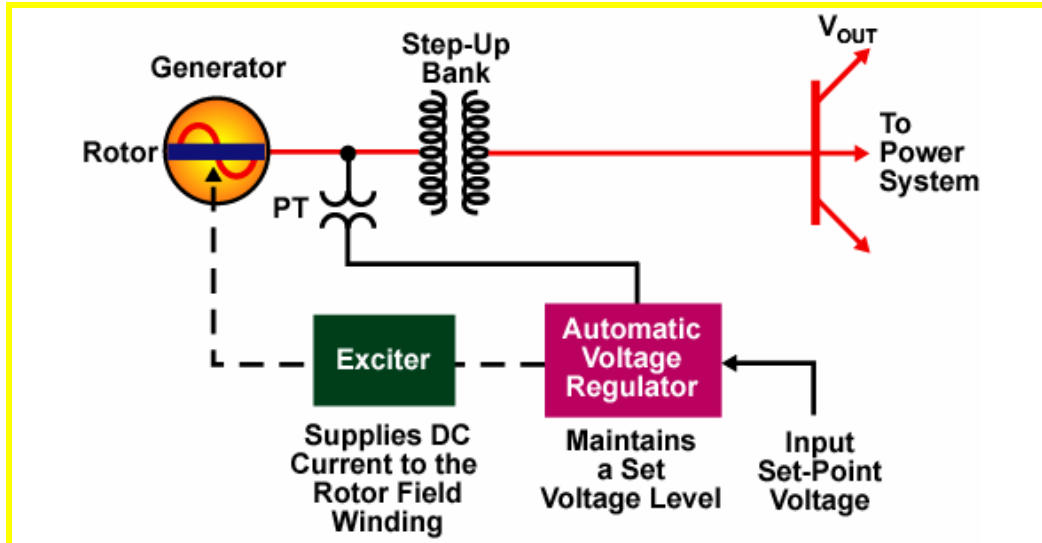 V_OUT
Step-Up
Bank
Generator
Rotor
To
Power
System
PT
Exciter
Automatic
Voltage
Regulator
Supplies DC
Current to the
Rotor Field
Winding
Maintains
a Set
Voltage Level
Input
Set-Point
Voltage